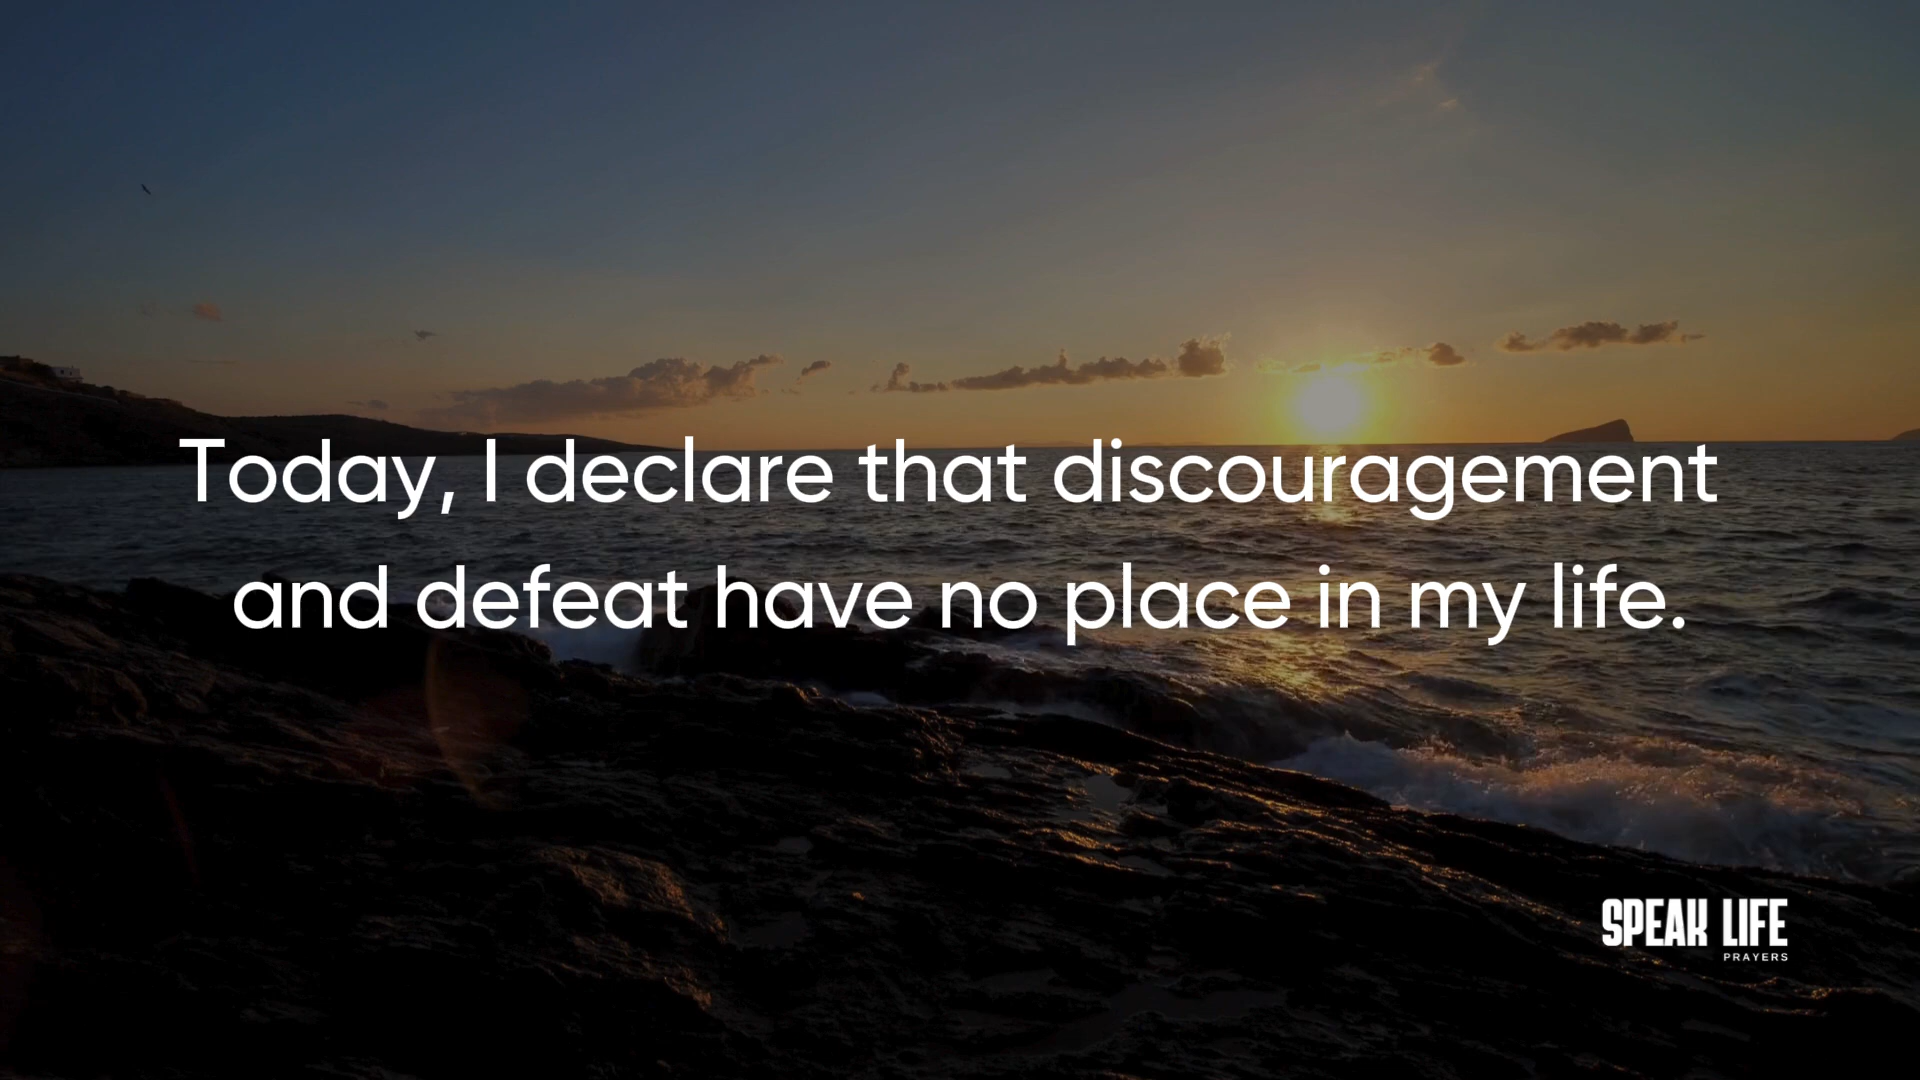 Today, I declare that discouragement
and defeat have no place in my life.
SPEAK LIFE
PRAYERS